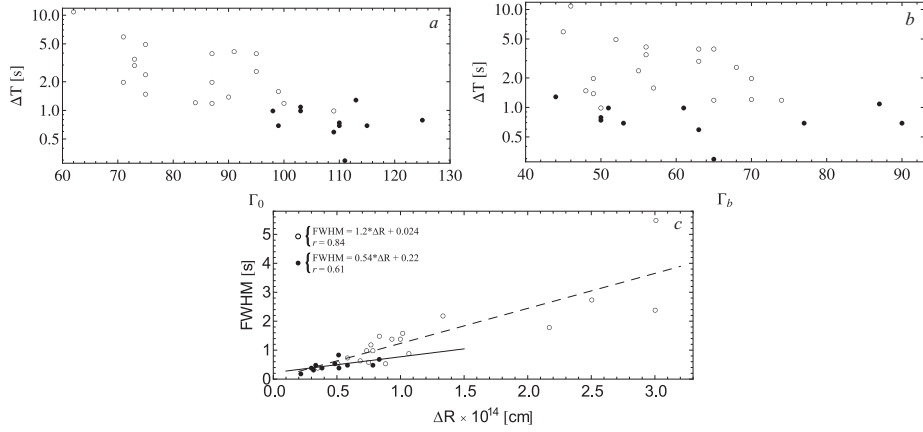 a
10.0
5.0
2.0
1.0
0.5
ΔT [s]
60 70 80 90 100 110 120 130
Γ0
b
10.0
5.0
2.0
1.0
0.5
ΔT [s]
40 50 60 70 80 90
Γb
c
FWHM = 1.2*ΔR + 0.024
r = 0.84
FWHM = 0.54*ΔR + 0.22
r = 0.61
5
4
3
2
1
0
FWHM [s]
0 0.5 1.0 1.5 2.0 2.5 3.0
ΔR × 10^14 [cm]